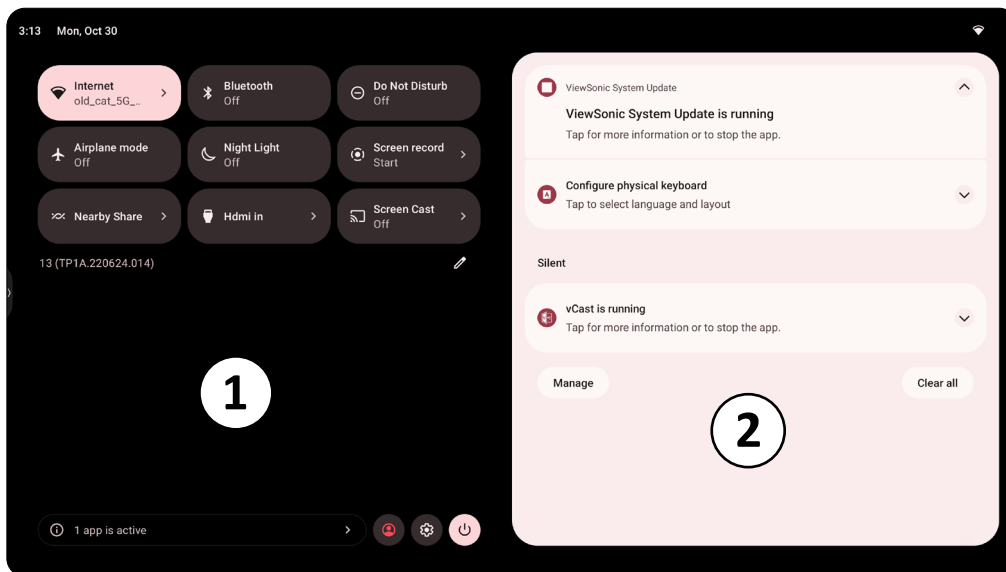 3:13 Mon, Oct 30
Internet
old_cat_5G_..
Bluetooth
Off
Do Not Disturb
Off
Airplane mode
Off
Night Light
Off
Screen record
Start
Nearby Share
Hdmi in
Screen Cast
Off
13 (TP1A.220624.014)
1
1 app is active
ViewSonic System Update
ViewSonic System Update is running
Tap for more information or to stop the app.
A
Configure physical keyboard
Tap to select language and layout
Silent
vCast is running
Tap for more information or to stop the app.
Manage
Clear all
2